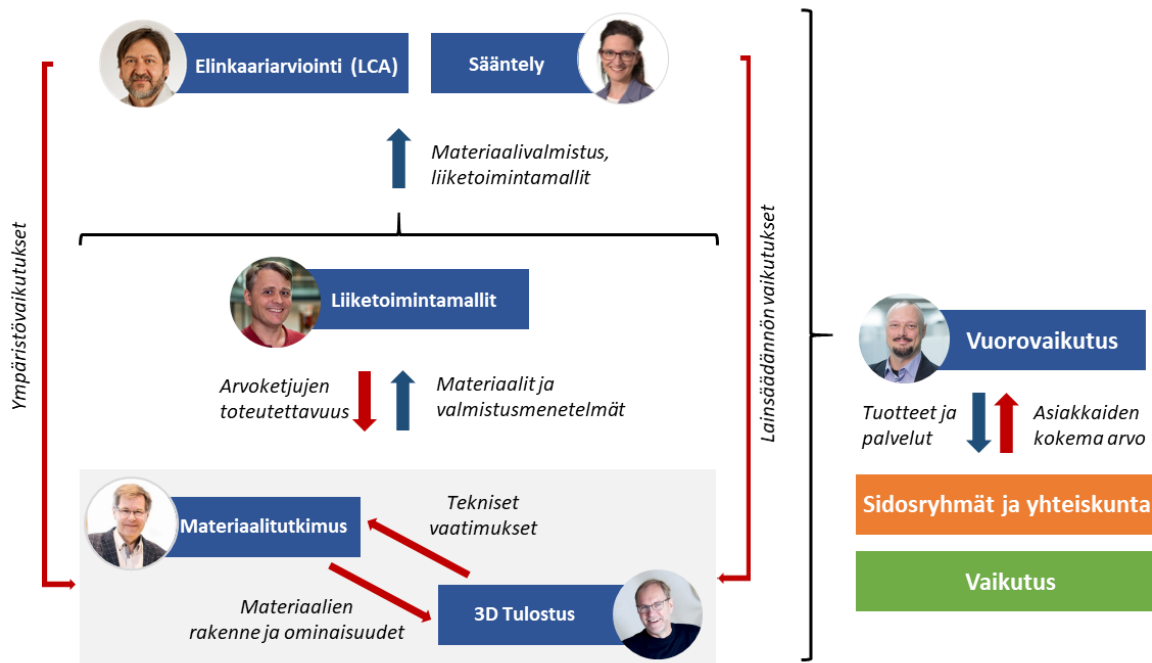 Elinkaariarviointi (LCA)
Sääntely
Materiaalivalmistus,
liiketoimintamallit
Ympäristövaikutukset
Lainsäädännön vaikutukset
Liiketoimintamallit
Arvoketjujen
toteutettavuus
Materiaalit ja
valmistusmenetelmät
Materiaalitutkimus
Tekniset
vaatimukset
Materiaalien
rakenne ja ominaisuudet
3D Tulostus
Vuorovaikutus
Tuotteet ja
palvelut
Asiakkaiden
kokema arvo
Sidosryhmät ja yhteiskunta
Vaikutus